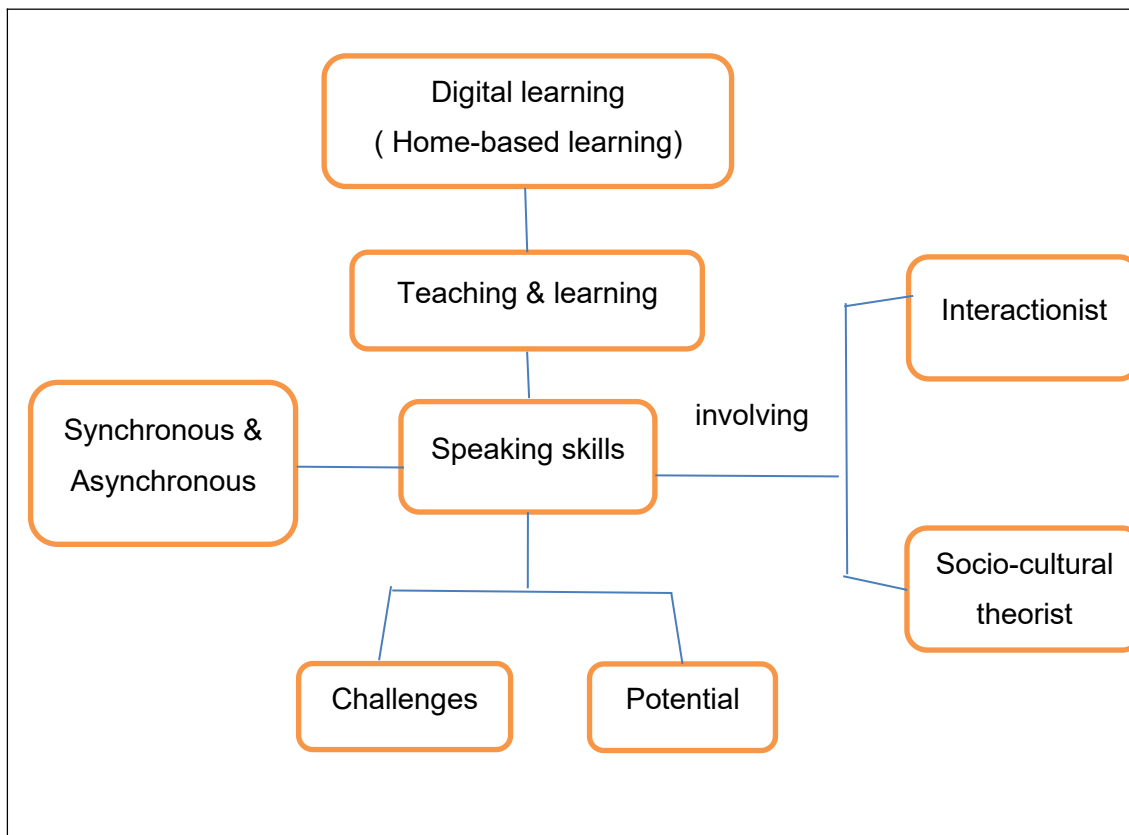 Digital learning
( Home-based learning)
Teaching & learning
Interactionist
involving
Synchronous &
Asynchronous
Speaking skills
Socio-cultural
theorist
Challenges
Potential